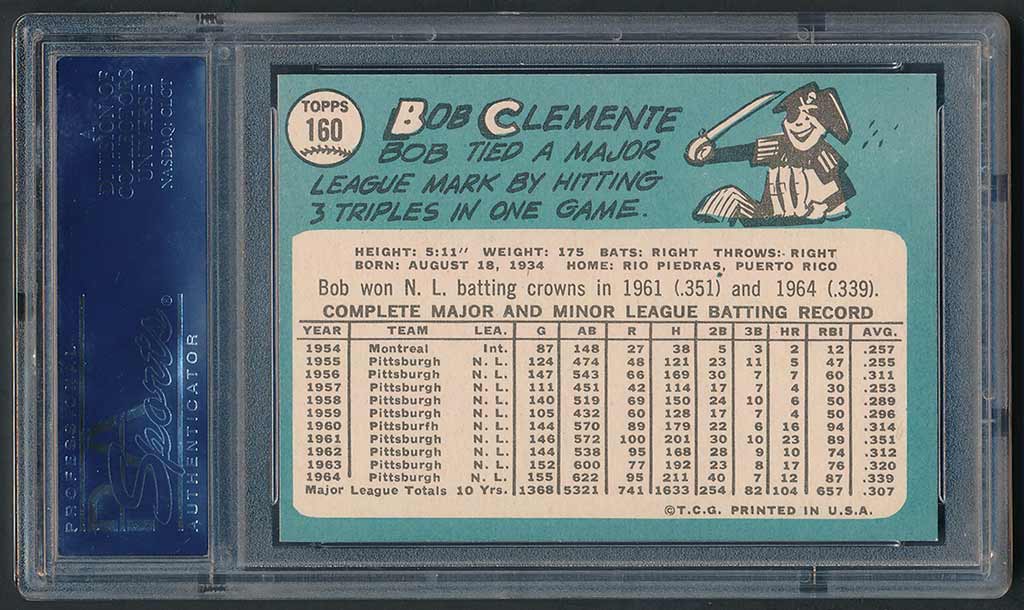 TOPPS
160
BOB CLEMENTE
BOB TIED A MAJOR
LEAGUE MARK BY HITTING
3 TRIPLES IN ONE GAME.
HEIGHT: 5:11" WEIGHT: 175 BATS: RIGHT THROWS: RIGHT
BORN: AUGUST 18, 1934 HOME: RIO PIEDRAS, PUERTO RICO
Bob won N. L. batting crowns in 1961 (.351) and 1964 (.339).
COMPLETE MAJOR AND MINOR LEAGUE BATTING RECORD
YEAR TEAM LEA. G AB R H 2B 3B HR RBI AVG.
1954 Montreal Int. 87 148 27 38 5 3 2 12 .257
1955 Pittsburgh N. L. 124 474 48 121 23 11 5 47 .255
1956 Pittsburgh N. L. 147 543 66 169 30 7 7 60 .311
1957 Pittsburgh N. L. 111 451 42 114 17 7 4 30 .253
1958 Pittsburgh N. L. 140 519 69 150 24 10 6 50 .289
1959 Pittsburgh N. L. 105 432 60 128 17 7 4 50 .296
1960 Pittsburfh N. L. 144 570 89 179 22 6 16 94 .314
1961 Pittsburgh N. L. 146 572 100 201 30 10 23 89 .351
1962 Pittsburgh N. L. 144 538 95 168 28 9 10 74 .312
1963 Pittsburgh N. L. 152 600 77 192 23 8 17 76 .320
1964 Pittsburgh N. L. 155 622 95 211 40 7 12 87 .339
Major League Totals 10 Yrs. 1368 5321 741 1633 254 82 104 657 .307
©T.C.G. PRINTED IN U.S.A.
A
DIVISION OF
COLLECTORS
UNIVERSE
NASDAQ: CLCT
PROFESSIONAL
PSA
Sports®
AUTHENTICATOR